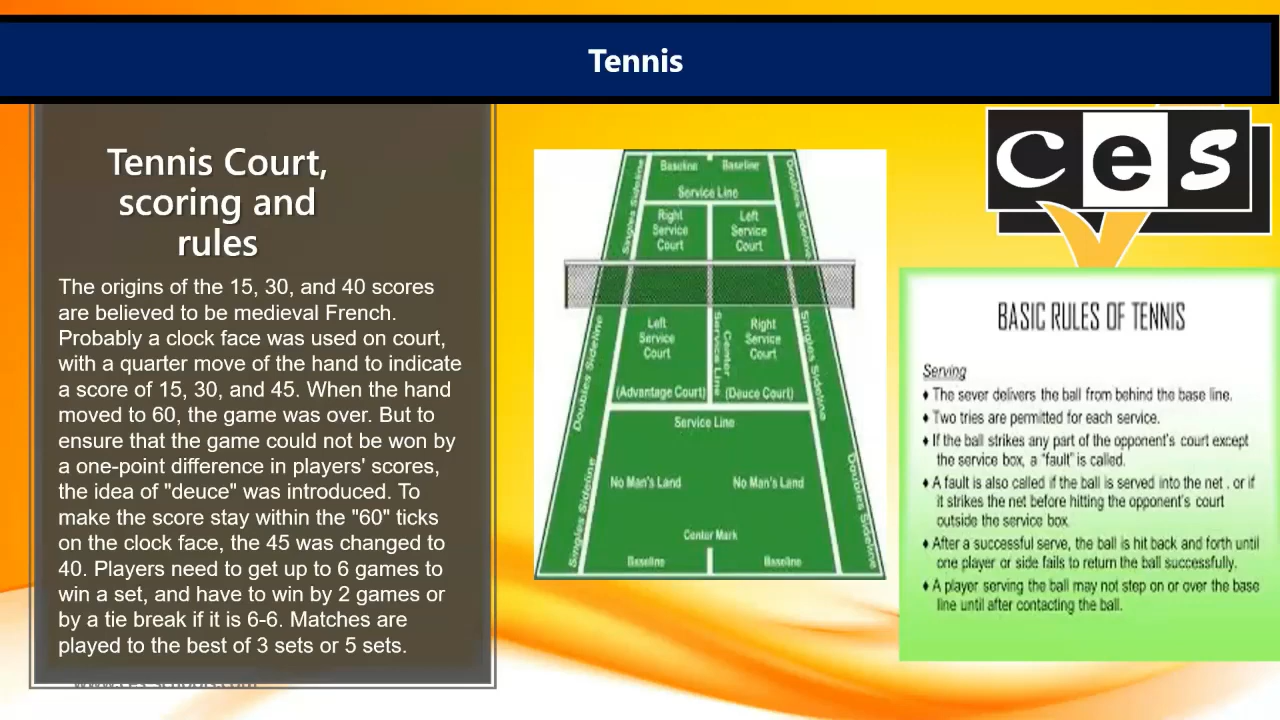 Tennis
Tennis Court,
scoring and
rules
The origins of the 15, 30, and 40 scores
are believed to be medieval French.
Probably a clock face was used on court,
with a quarter move of the hand to indicate
a score of 15, 30, and 45. When the hand
moved to 60, the game was over. But to
ensure that the game could not be won by
a one-point difference in players' scores,
the idea of "deuce" was introduced. To
make the score stay within the "60" ticks
on the clock face, the 45 was changed to
40. Players need to get up to 6 games to
win a set, and have to win by 2 games or
by a tie break if it is 6-6. Matches are
played to the best of 3 sets or 5 sets.
Baseline Baseline
Service Line
Singles Sideline
Doubles Sideline
Right
Service
Court
Left
Service
Court
Left
Service
Court
(Advantage Court)
Center
Service Line
Right
Service
Court
(Deuce Court)
Doubles Sideline
Singles Sideline
Service Line
No Man's Land No Man's Land
Singles Sideline
Doubles Sideline
Center Mark
Baseline Baseline
ces
BASIC RULES OF TENNIS
Serving
♦ The sever delivers the ball from behind the base line.
♦ Two tries are permitted for each service.
♦ If the ball strikes any part of the opponent's court except
the service box, a "fault" is called.
♦ A fault is also called if the ball is served into the net , or if
it strikes the net before hitting the opponent's court
outside the service box.
♦ After a successful serve, the ball is hit back and forth until
one player or side fails to return the ball successfully.
♦ A player serving the ball may not step on or over the base
line until after contacting the ball.